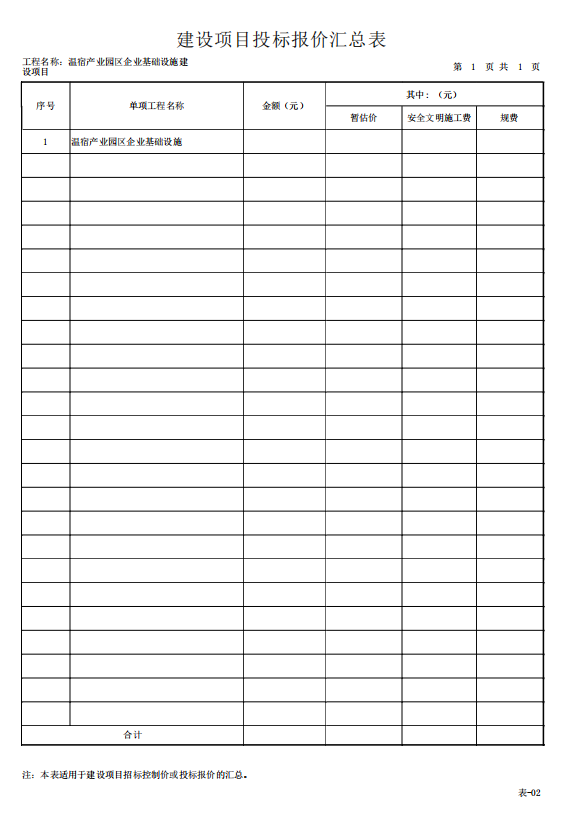 建设项目投标报价汇总表
工程名称：温宿产业园区企业基础设施建
设项目
第 1 页 共 1 页
序号 单项工程名称 金额（元） 其中：（元）
暂估价 安全文明施工费 规费
1 温宿产业园区企业基础设施
合计
注：本表适用于建设项目招标控制价或投标报价的汇总。
表-02